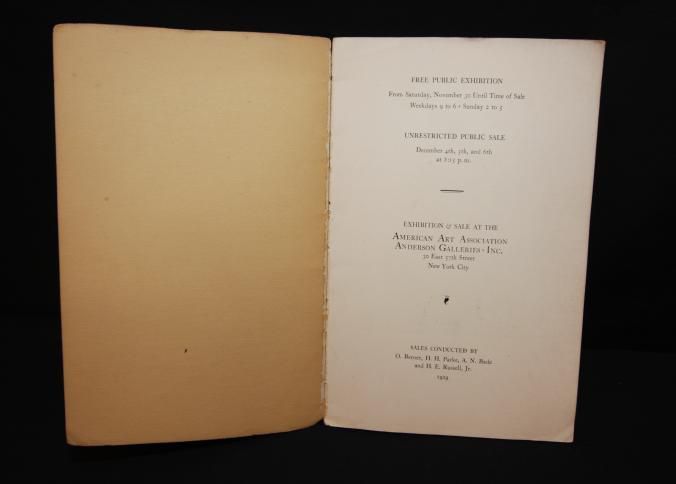 FREE PUBLIC EXHIBITION
From Saturday, November 30 Until Time of Sale
Weekdays 9 to 6 · Sunday 2 to 5
UNRESTRICTED PUBLIC SALE
December 4th, 5th, and 6th
at 2:15 p. m.
EXHIBITION & SALE AT THE
AMERICAN ART ASSOCIATION
ANDERSON GALLERIES · INC.
30 East 57th Street
New York City
SALES CONDUCTED BY
O. Bernet, H. H. Parke, A. N. Bade
and H. E. Russell, Jr.
1929